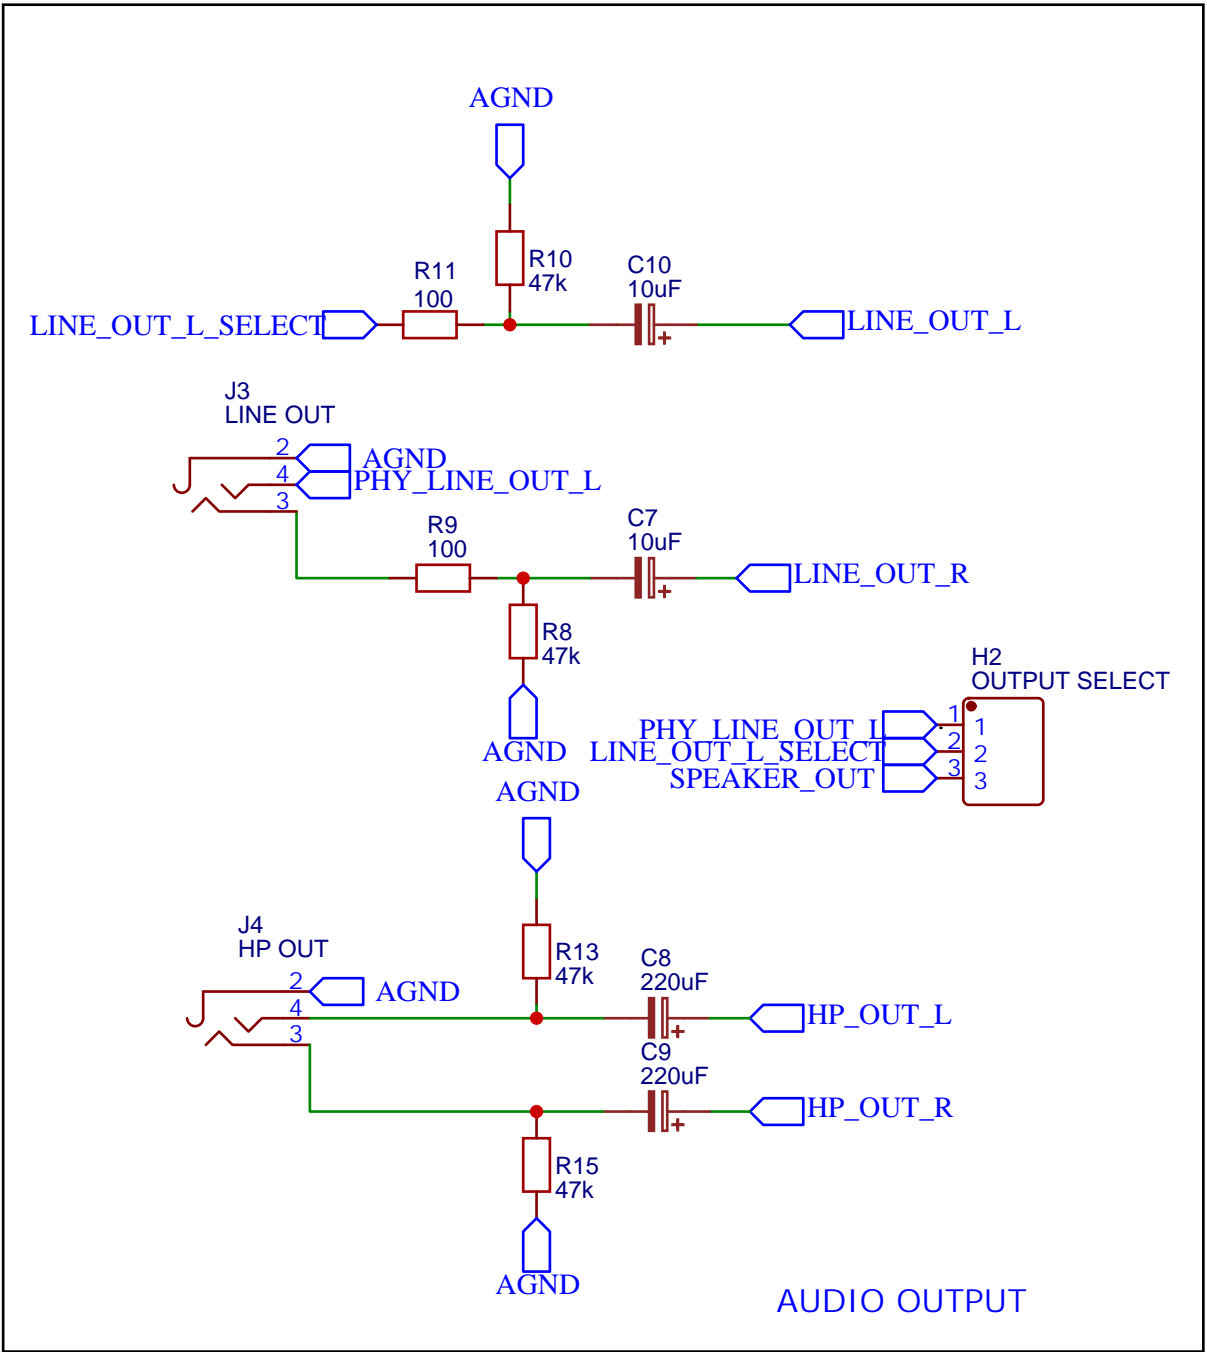 AGND
R10
47k
R11
100
C10
10uF
LINE_OUT_L_SELECT
LINE_OUT_L
J3
LINE OUT
2
AGND
4
PHY_LINE_OUT_L
3
R9
100
C7
10uF
LINE_OUT_R
R8
47k
AGND
H2
OUTPUT SELECT
PHY_LINE_OUT_L
1
1
LINE_OUT_L_SELECT
2
2
SPEAKER_OUT
3
3
AGND
J4
HP OUT
R13
47k
C8
220uF
2
AGND
4
HP_OUT_L
3
C9
220uF
HP_OUT_R
R15
47k
AGND
AUDIO OUTPUT